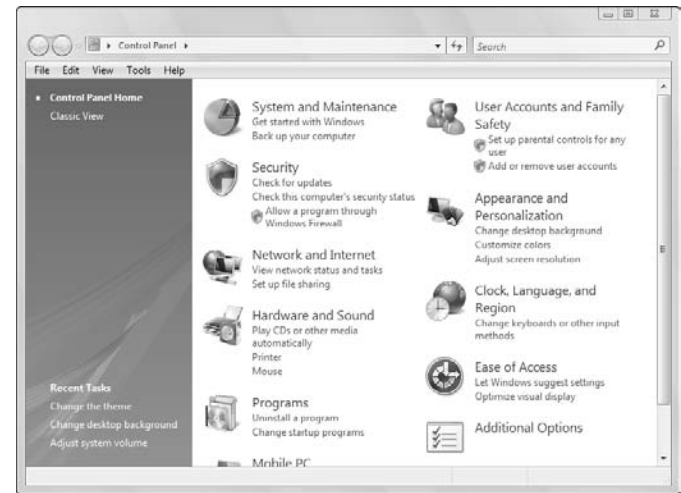 Control Panel
Search
File Edit View Tools Help
Control Panel Home
Classic View
Recent Tasks
Change the theme
Change desktop background
Adjust system volume
System and Maintenance
Get started with Windows
Back up your computer
Security
Check for updates
Check this computer's security status
Allow a program through
Windows Firewall
Network and Internet
View network status and tasks
Set up file sharing
Hardware and Sound
Play CDs or other media
automatically
Printer
Mouse
Programs
Uninstall a program
Change startup programs
Mobile PC
User Accounts and Family
Safety
Set up parental controls for any
user
Add or remove user accounts
Appearance and
Personalization
Change desktop background
Customize colors
Adjust screen resolution
Clock, Language, and
Region
Change keyboards or other input
methods
Ease of Access
Let Windows suggest settings
Optimize visual display
Additional Options